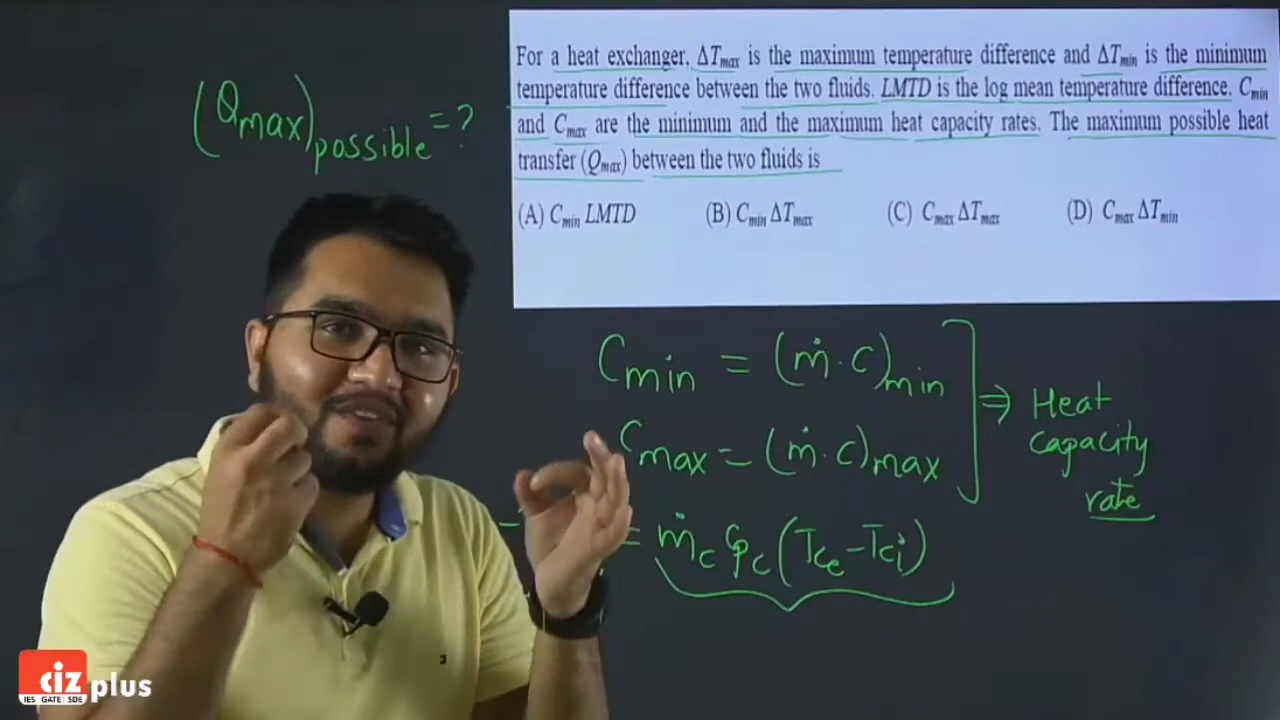 For a heat exchanger, ΔTmax is the maximum temperature difference and ΔTmin is the minimum
temperature difference between the two fluids. LMTD is the log mean temperature difference. Cmin
and Cmax are the minimum and the maximum heat capacity rates. The maximum possible heat
transfer (Qmax) between the two fluids is
(A) Cmin LMTD (B) Cmin ΔTmax (C) Cmax ΔTmax (D) Cmax ΔTmin
(Qmax)possible = ?
Cmin = (ṁ·c)min
Cmax = (ṁ·c)max
⇒ Heat
capacity
rate
= ṁc Cpc (Tce - Tci)
ciz plus
IES GATE SDE